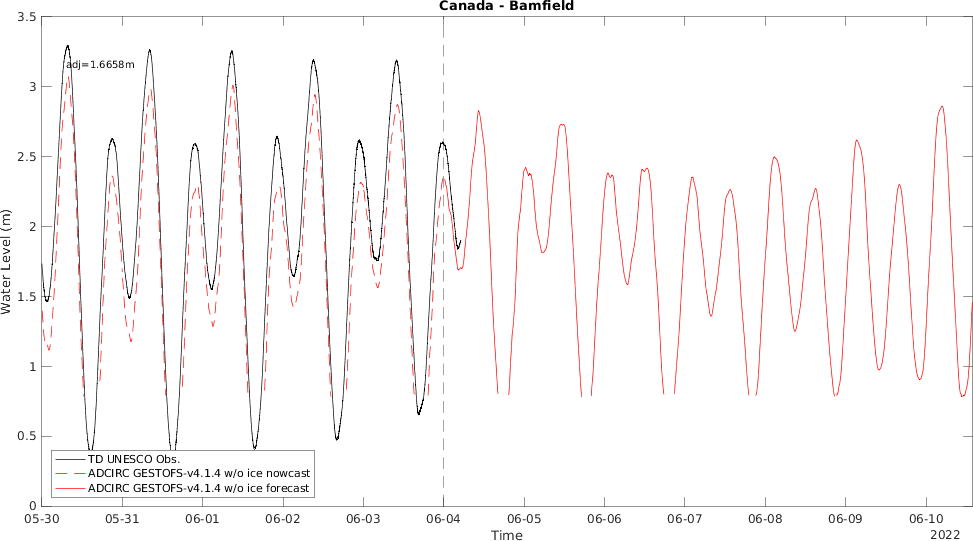 Canada - Bamfield
3.5
adj=1.6658m
3
2.5
2
1.5
1
0.5
0
Water Level (m)
TD UNESCO Obs.
ADCIRC GESTOFS-v4.1.4 w/o ice nowcast
ADCIRC GESTOFS-v4.1.4 w/o ice forecast
05-30 05-31 06-01 06-02 06-03 06-04 06-05 06-06 06-07 06-08 06-09 06-10
Time
2022